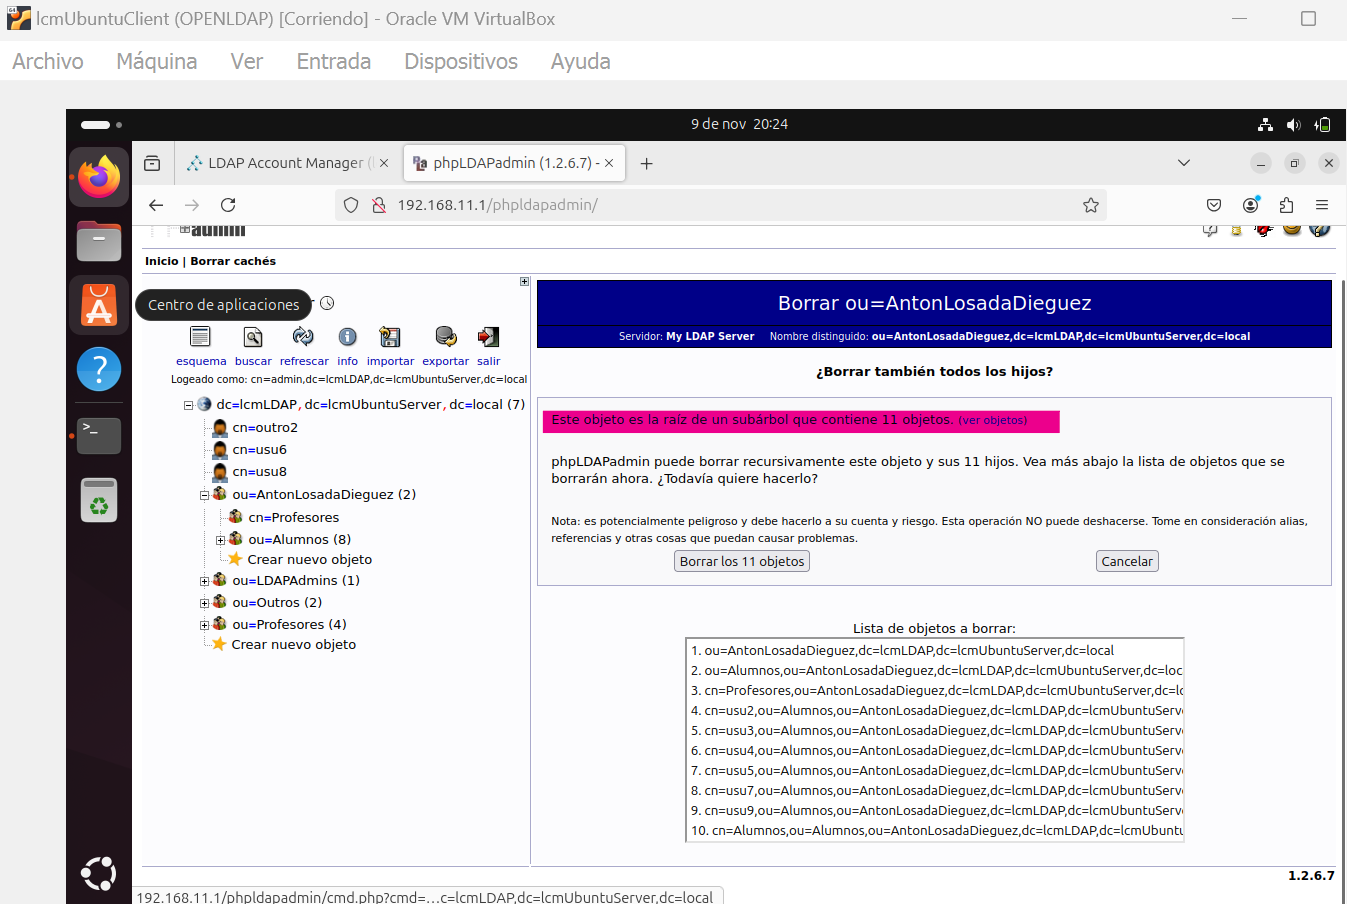 lcmUbuntuClient (OPENLDAP) [Corriendo] - Oracle VM VirtualBox
Archivo Máquina Ver Entrada Dispositivos Ayuda
9 de nov 20:24
LDAP Account Manager (
phpLDAPadmin (1.2.6.7) -
192.168.11.1/phpldapadmin/
admin
Inicio | Borrar cachés
Centro de aplicaciones
esquema buscar refrescar info importar exportar salir
Logeado como: cn=admin,dc=lcmLDAP,dc=lcmUbuntuServer,dc=local
dc=lcmLDAP,dc=lcmUbuntuServer,dc=local (7)
cn=outro2
cn=usu6
cn=usu8
ou=AntonLosadaDieguez (2)
cn=Profesores
ou=Alumnos (8)
Crear nuevo objeto
ou=LDAPAdmins (1)
ou=Outros (2)
ou=Profesores (4)
Crear nuevo objeto
Borrar ou=AntonLosadaDieguez
Servidor: My LDAP Server Nombre distinguido: ou=AntonLosadaDieguez,dc=lcmLDAP,dc=lcmUbuntuServer,dc=local
¿Borrar también todos los hijos?
Este objeto es la raíz de un subárbol que contiene 11 objetos. (ver objetos)
phpLDAPadmin puede borrar recursivamente este objeto y sus 11 hijos. Vea más abajo la lista de objetos que se
borrarán ahora. ¿Todavía quiere hacerlo?
Nota: es potencialmente peligroso y debe hacerlo a su cuenta y riesgo. Esta operación NO puede deshacerse. Tome en consideración alias,
referencias y otras cosas que puedan causar problemas.
Borrar los 11 objetos Cancelar
Lista de objetos a borrar:
1. ou=AntonLosadaDieguez,dc=lcmLDAP,dc=lcmUbuntuServer,dc=local
2. ou=Alumnos,ou=AntonLosadaDieguez,dc=lcmLDAP,dc=lcmUbuntuServer,dc=loc
3. cn=Profesores,ou=AntonLosadaDieguez,dc=lcmLDAP,dc=lcmUbuntuServer,dc=lo
4. cn=usu2,ou=Alumnos,ou=AntonLosadaDieguez,dc=lcmLDAP,dc=lcmUbuntuServe
5. cn=usu3,ou=Alumnos,ou=AntonLosadaDieguez,dc=lcmLDAP,dc=lcmUbuntuServe
6. cn=usu4,ou=Alumnos,ou=AntonLosadaDieguez,dc=lcmLDAP,dc=lcmUbuntuServe
7. cn=usu5,ou=Alumnos,ou=AntonLosadaDieguez,dc=lcmLDAP,dc=lcmUbuntuServe
8. cn=usu7,ou=Alumnos,ou=AntonLosadaDieguez,dc=lcmLDAP,dc=lcmUbuntuServe
9. cn=usu9,ou=Alumnos,ou=AntonLosadaDieguez,dc=lcmLDAP,dc=lcmUbuntuServe
10. cn=Alumnos,ou=Alumnos,ou=AntonLosadaDieguez,dc=lcmLDAP,dc=lcmUbuntu
1.2.6.7
192.168.11.1/phpldapadmin/cmd.php?cmd=...c=lcmLDAP,dc=lcmUbuntuServer,dc=local